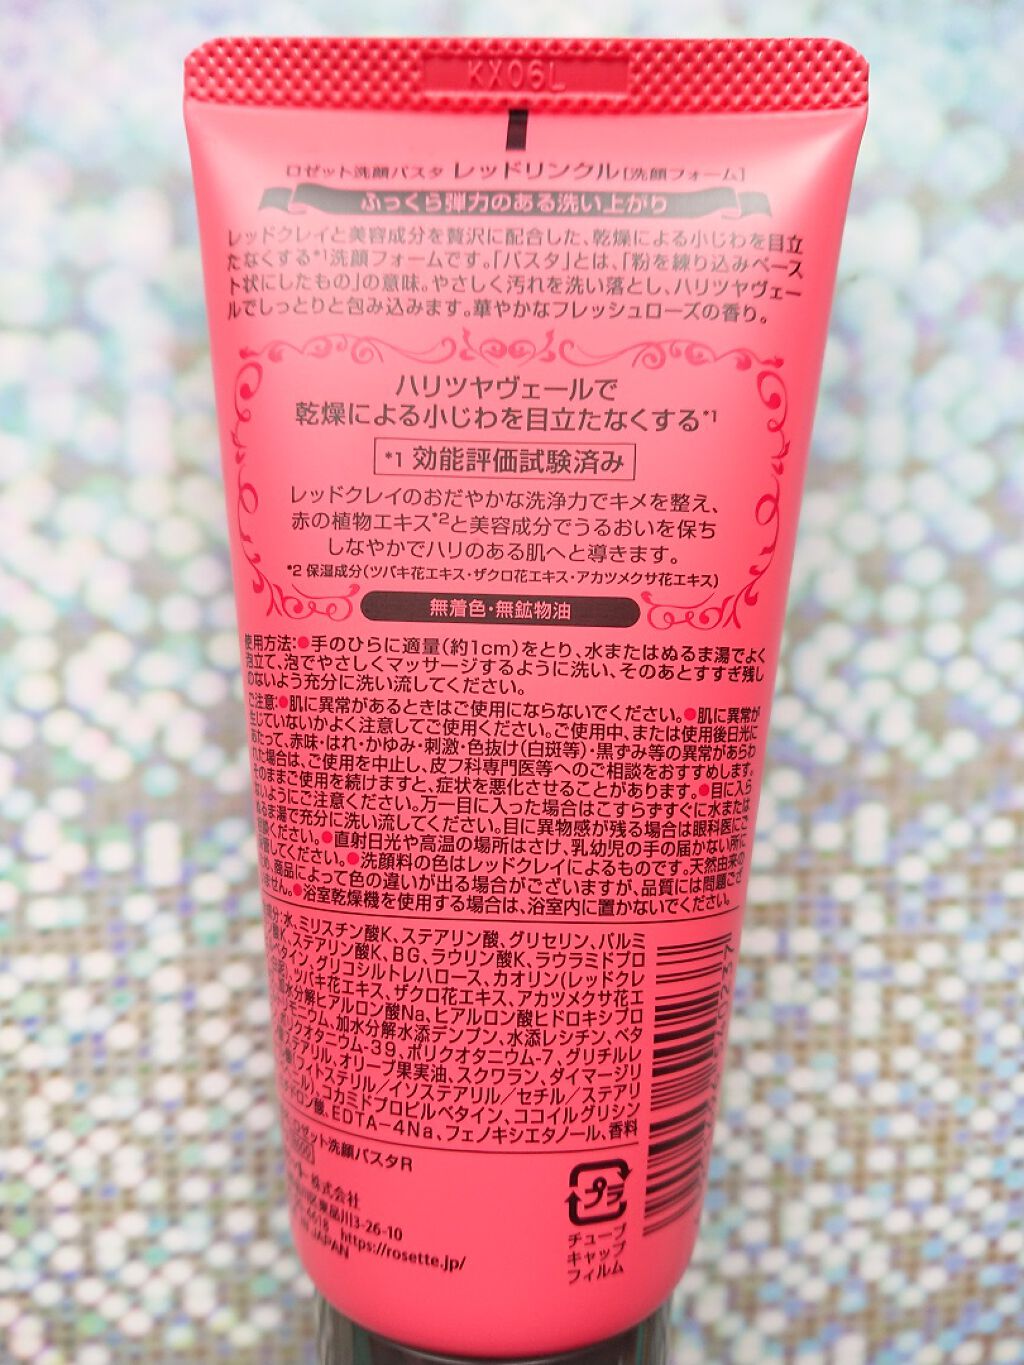 KX06L
ロゼット洗顔パスタ レッドリンクル[洗顔フォーム]
ふっくら弾力のある洗い上がり
レッドクレイと美容成分を贅沢に配合した、乾燥による小じわを目立
たなくする*1洗顔フォームです。「パスタ」とは、「粉を練り込みペース
ト状にしたもの」の意味。やさしく汚れを洗い落とし、ハリツヤヴェー
ルでしっとりと包み込みます。華やかなフレッシュローズの香り。
ハリツヤヴェールで
乾燥による小じわを目立たなくする*1
*1 効能評価試験済み
レッドクレイのおだやかな洗浄力でキメを整え、
赤の植物エキス*2と美容成分でうるおいを保ち
しなやかでハリのある肌へと導きます。
*2 保湿成分(ツバキ花エキス・ザクロ花エキス・アカツメクサ花エキス)
無着色・無鉱物油
使用方法:●手のひらに適量(約1cm)をとり、水またはぬるま湯でよく
泡立て、泡でやさしくマッサージするように洗い、そのあとすすぎ残し
のないよう充分に洗い流してください。
ご注意:●肌に異常があるときはご使用にならないでください。●肌に異常が
生じていないかよく注意してご使用ください。ご使用中、または使用後日光に
あたって、赤味・はれ・かゆみ・刺激・色抜け(白斑等)・黒ずみ等の異常があらわ
れた場合は、ご使用を中止し、皮フ科専門医等へのご相談をおすすめします。
そのままご使用を続けますと、症状を悪化させることがあります。●目に入ら
ないようにご注意ください。万一目に入った場合はこすらずすぐに水または
ぬるま湯で充分に洗い流してください。目に異物感が残る場合は眼科医にご
ください。●直射日光や高温の場所はさけ、乳幼児の手の届かない所に
してください。●洗顔料の色はレッドクレイによるものです。天然由来の
め、商品によって色の違いが出る場合がございますが、品質には問題ござ
ません。●浴室乾燥機を使用する場合は、浴室内に置かないでください。
成分:水、ミリスチン酸K、ステアリン酸、グリセリン、パルミ
酸K、ステアリン酸K、BG、ラウリン酸K、ラウラミドプロ
ベタイン、グリコシルトレハロース、カオリン(レッドクレ
、ツバキ花エキス、ザクロ花エキス、アカツメクサ花エ
水分解ヒアルロン酸Na、ヒアルロン酸ヒドロキシプロ
モニウム、加水分解水添デンプン、水添レシチン、ベタ
リクオタニウム-39、ポリクオタニウム-7、グリチルレ
ステアリル、オリーブ果実油、スクワラン、ダイマージリ
(フィトステリル/イソステアリル/セチル/ステアリ
ル)、コカミドプロピルベタイン、ココイルグリシン
ドロン酸、EDTA-4Na、フェノキシエタノール、香料
ロゼット洗顔パスタR
株式会社
東品川3-26-10
https://rosette.jp/
JAPAN
プラ
チューブ
キャップ
フィルム